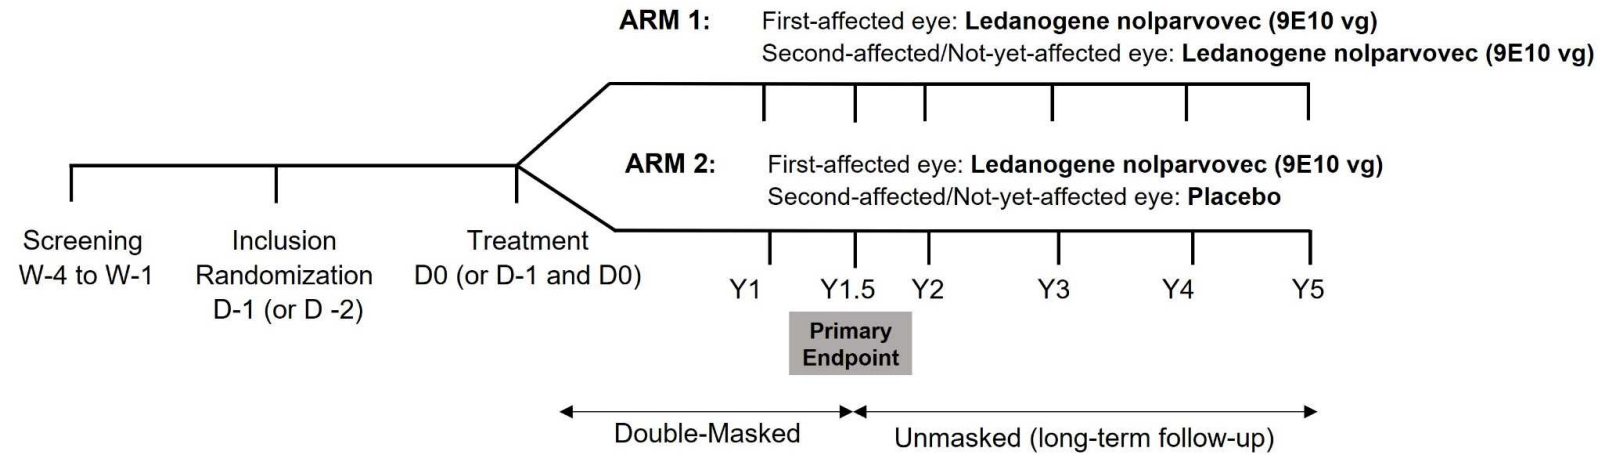 ARM 1: First-affected eye: Ledanogene nolparvovec (9E10 vg)
Second-affected/Not-yet-affected eye: Ledanogene nolparvovec (9E10 vg)
ARM 2: First-affected eye: Ledanogene nolparvovec (9E10 vg)
Second-affected/Not-yet-affected eye: Placebo
Screening
W-4 to W-1
Inclusion
Randomization
D-1 (or D -2)
Treatment
D0 (or D-1 and D0)
Y1 Y1.5 Y2 Y3 Y4 Y5
Primary
Endpoint
Double-Masked
Unmasked (long-term follow-up)